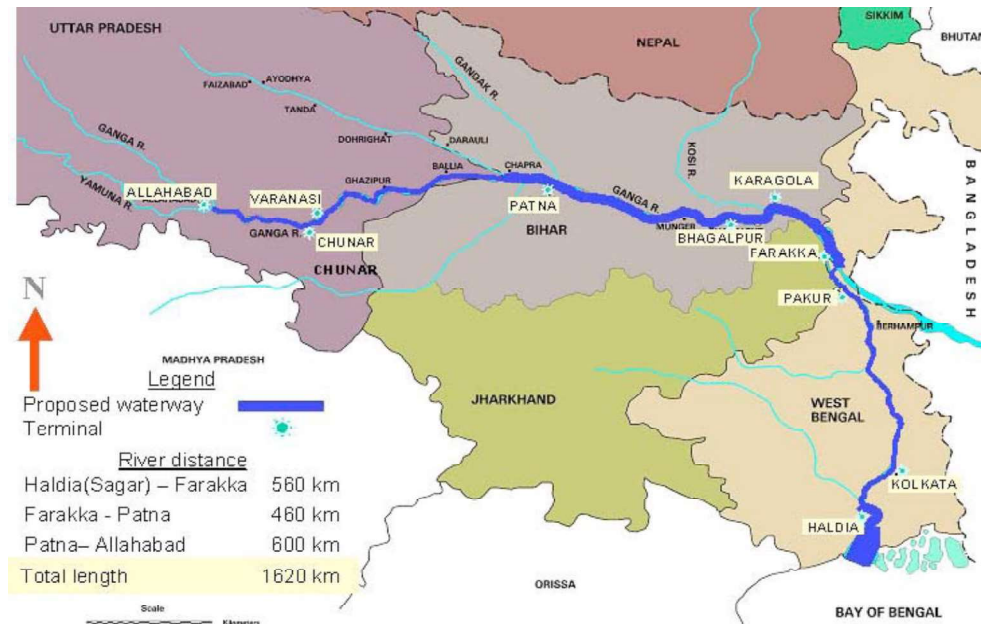 UTTAR PRADESH
NEPAL
SIKKIM
BHUTAN
FAIZABAD
AYODHYA
TANDA
GANDAK R.
DOHRIGHAT
DARAULI
GANGA R.
KOSI R.
GHAZIPUR
BALLIA
CHAPRA
KARAGOLA
YAMUNA R.
ALLAHABAD
VARANASI
PATNA
GANGA R.
MUNGER
BHAGALPUR
BANGLADESH
GANGA R.
CHUNAR
BIHAR
FARAKKA
CHUNAR
N
PAKUR
BERHAMPUR
MADHYA PRADESH
Legend
Proposed waterway
Terminal
JHARKHAND
WEST
BENGAL
River distance
Haldia(Sagar) – Farakka 560 km
Farakka - Patna 460 km
Patna– Allahabad 600 km
Total length 1620 km
KOLKATA
HALDIA
ORISSA
BAY OF BENGAL
Scale